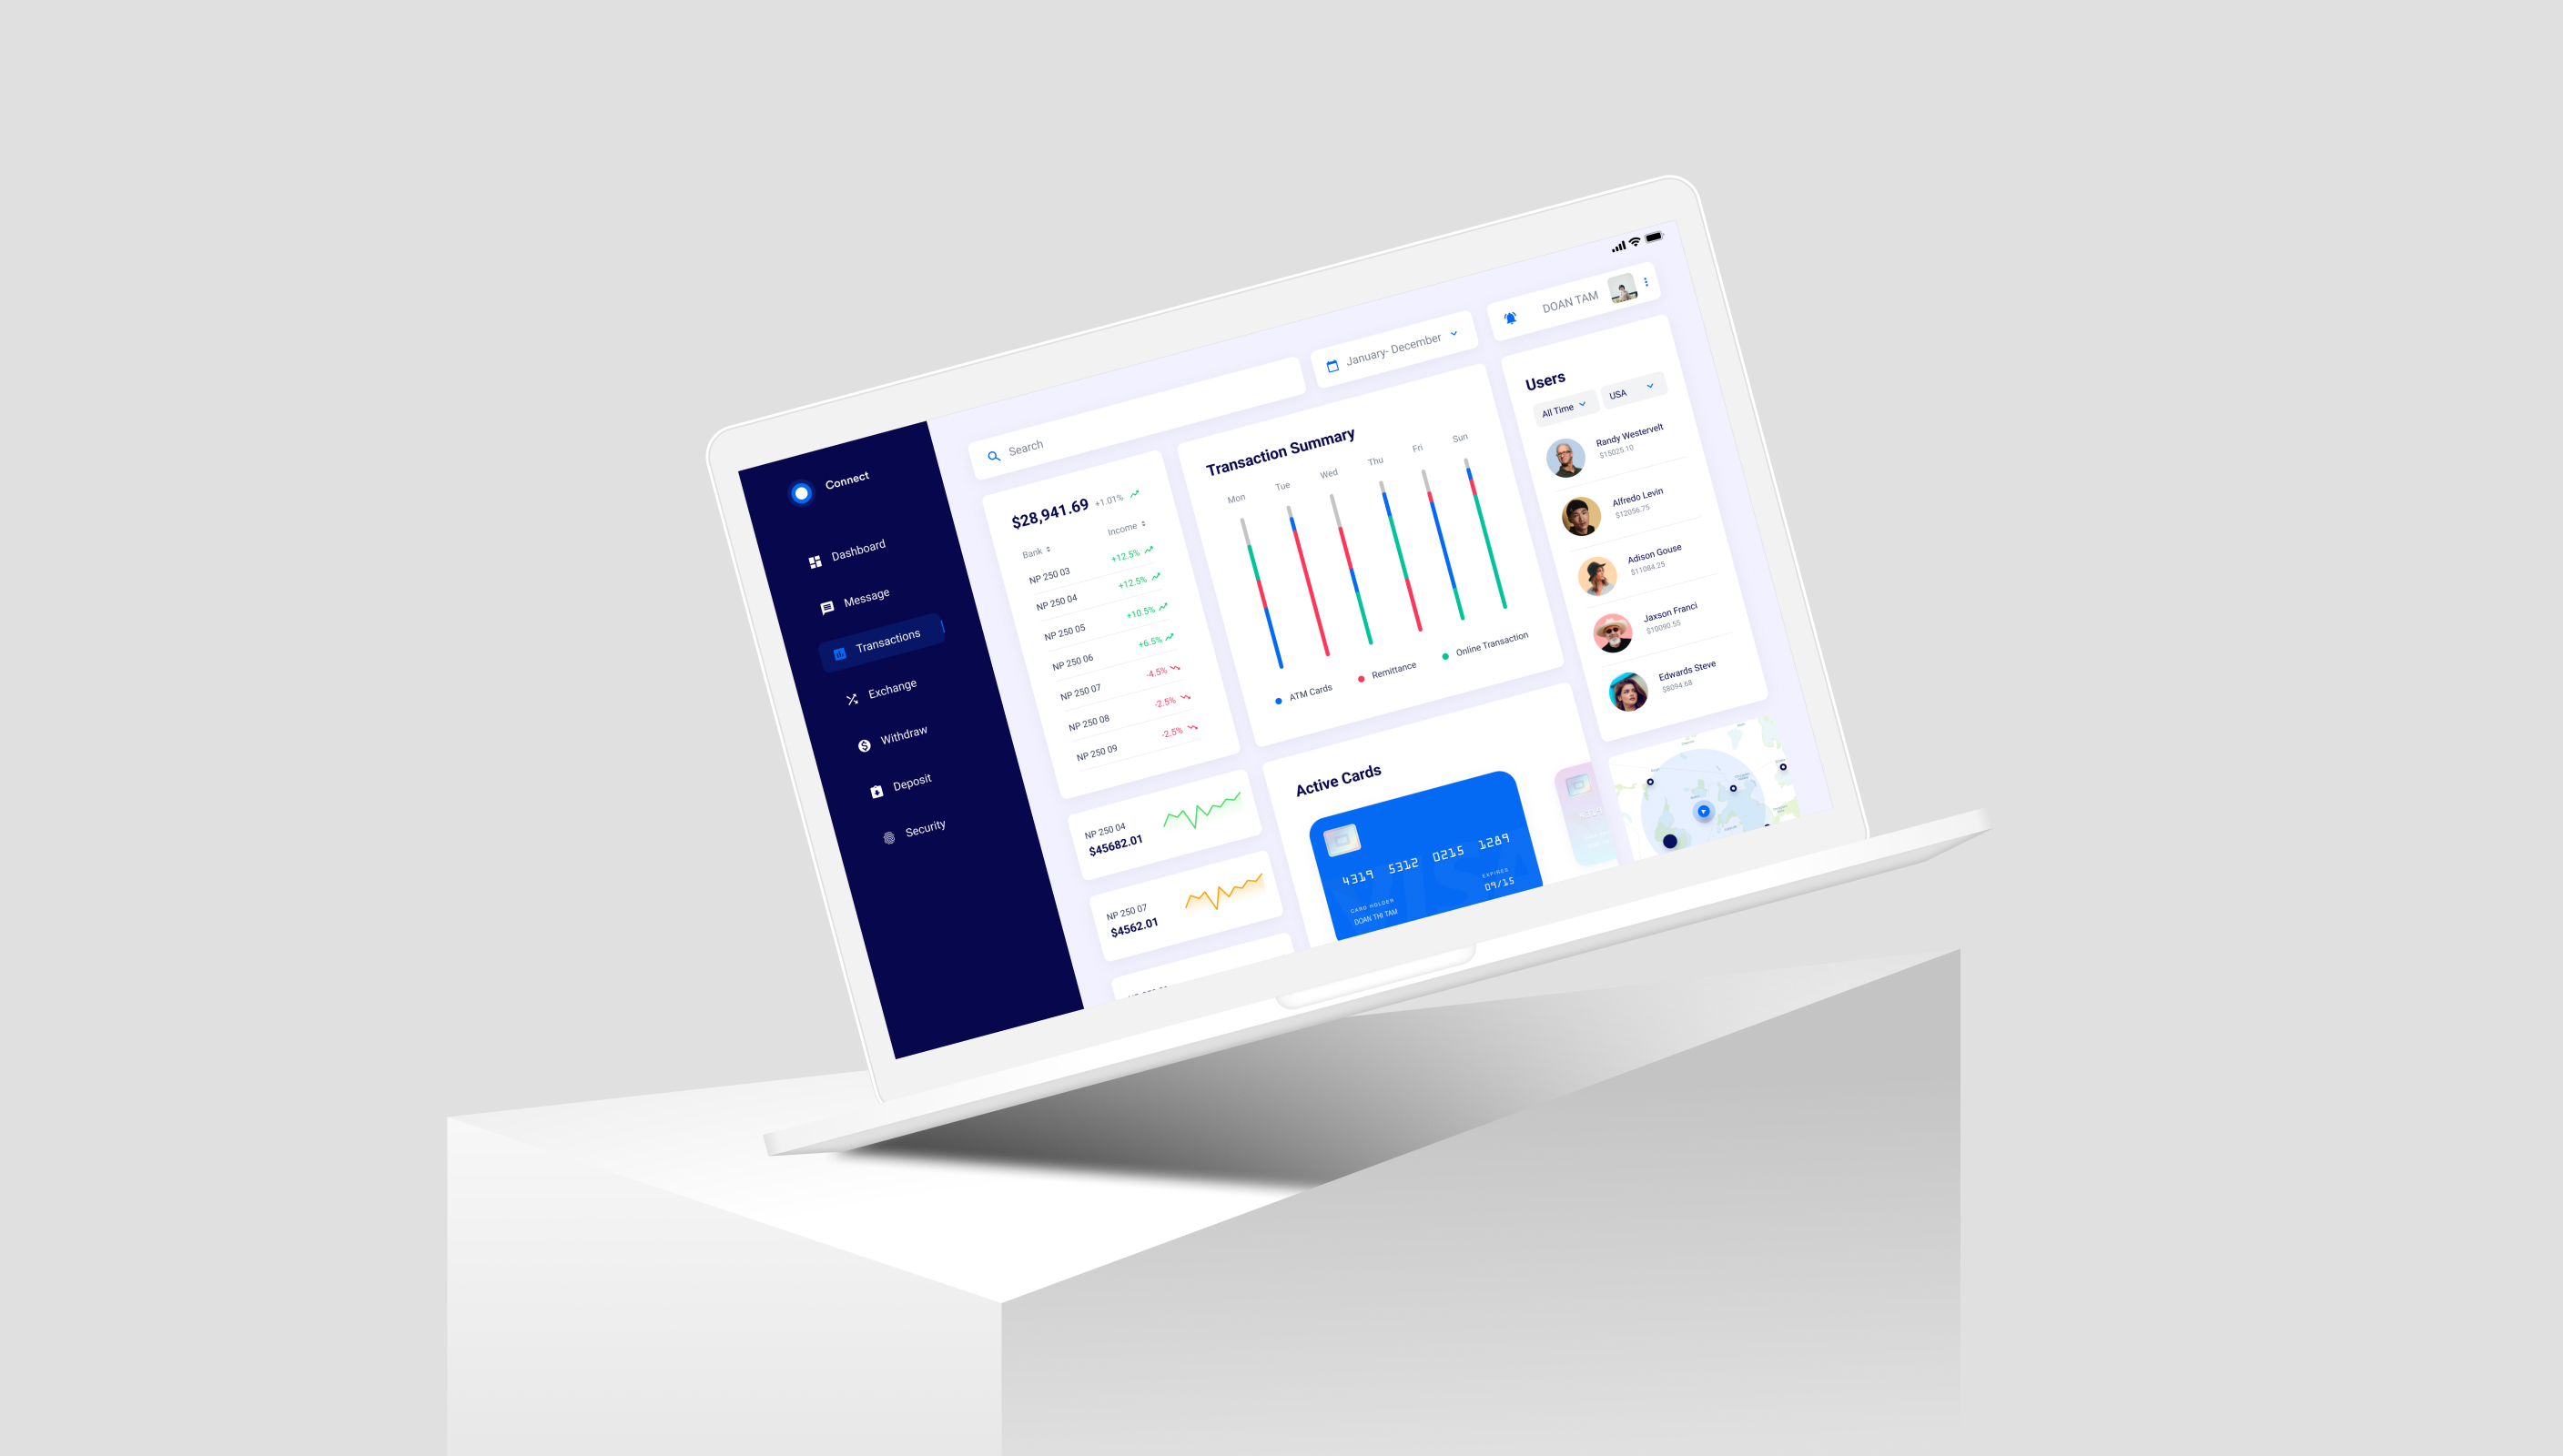 Connect
Dashboard
Message
Transactions
Exchange
Withdraw
Deposit
Security
Search
January- December
DOAN TAM
$28,941.69 +1.01%
Bank Income
NP 250 03 +12.5%
NP 250 04 +12.5%
NP 250 05 +10.5%
NP 250 06 +6.5%
NP 250 07 -4.5%
NP 250 08 -2.5%
NP 250 09 -2.5%
NP 250 04
$45682.01
NP 250 07
$4562.01
Transaction Summary
Mon Tue Wed Thu Fri Sun
ATM Cards Remittance Online Transaction
Active Cards
4319 5312 0215 1289
EXPIRED
09/15
CARD HOLDER
DOAN THI TAM
Users
All Time USA
Randy Westervelt
$15025.10
Alfredo Levin
$12056.75
Adison Gouse
$11084.25
Jaxson Franci
$10090.55
Edwards Steve
$8094.68